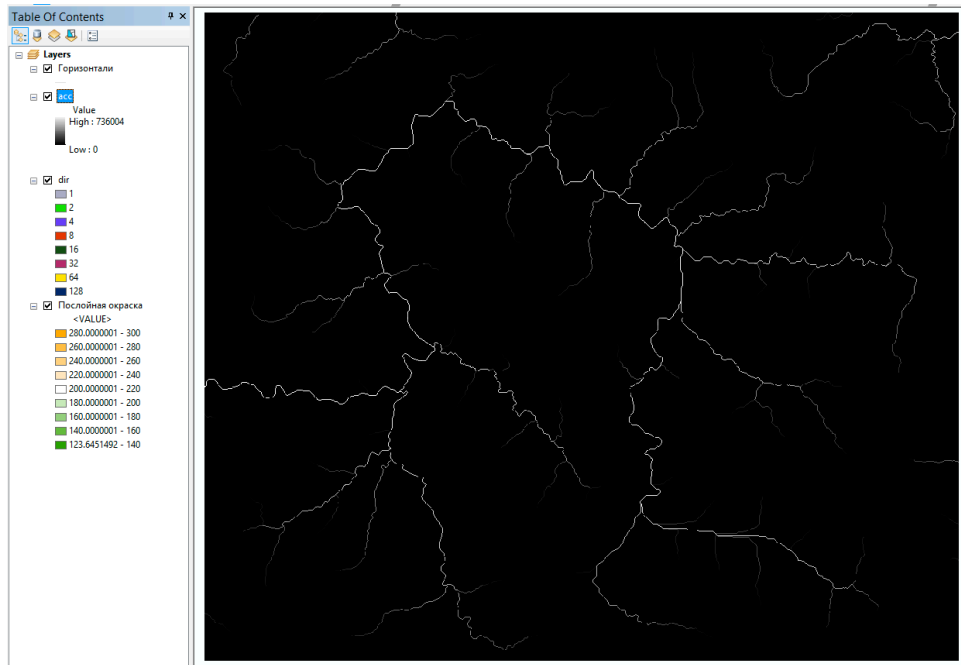 Table Of Contents
Layers
Горизонтали
acc
Value
High : 736004
Low : 0
dir
1
2
4
8
16
32
64
128
Послойная окраска
<VALUE>
280.0000001 - 300
260.0000001 - 280
240.0000001 - 260
220.0000001 - 240
200.0000001 - 220
180.0000001 - 200
160.0000001 - 180
140.0000001 - 160
123.6451492 - 140